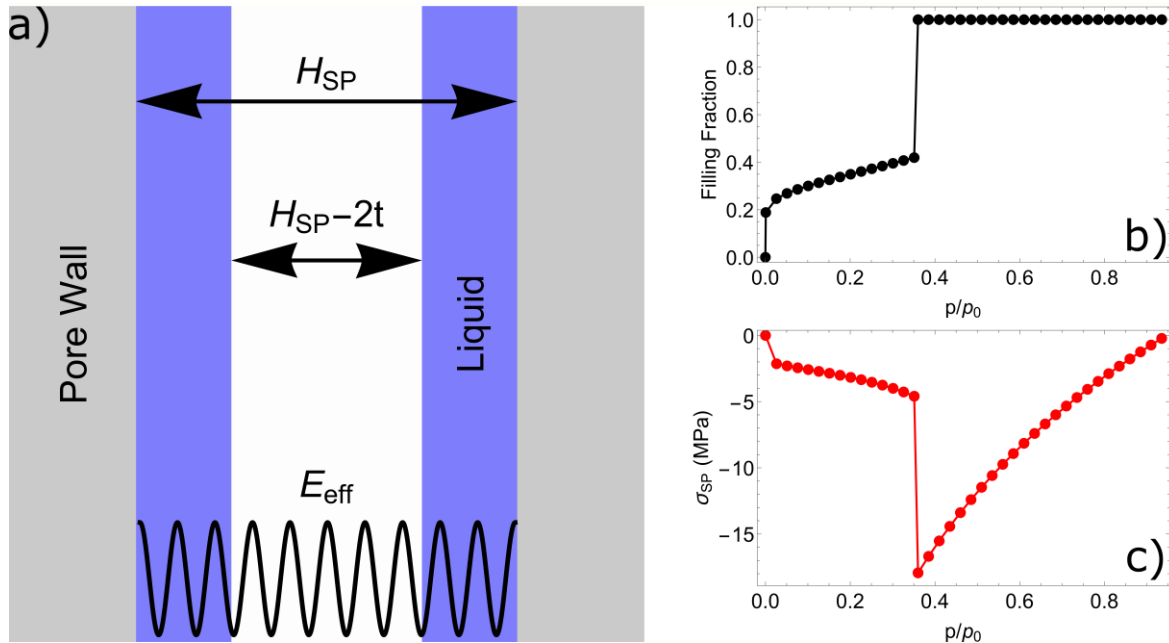 a)
H_SP
H_SP−2t
Pore Wall
Liquid
E_eff
1.0
0.8
0.6
0.4
0.2
0.0
Filling Fraction
b)
0.0 0.2 0.4 0.6 0.8
p/p₀
0
−5
−10
−15
σ_SP (MPa)
c)
0.0 0.2 0.4 0.6 0.8
p/p₀